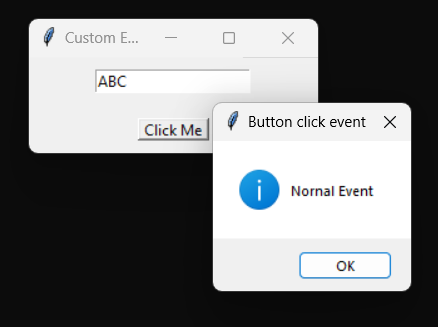 Custom E...
ABC
Click Me
Button click event
Nornal Event
OK